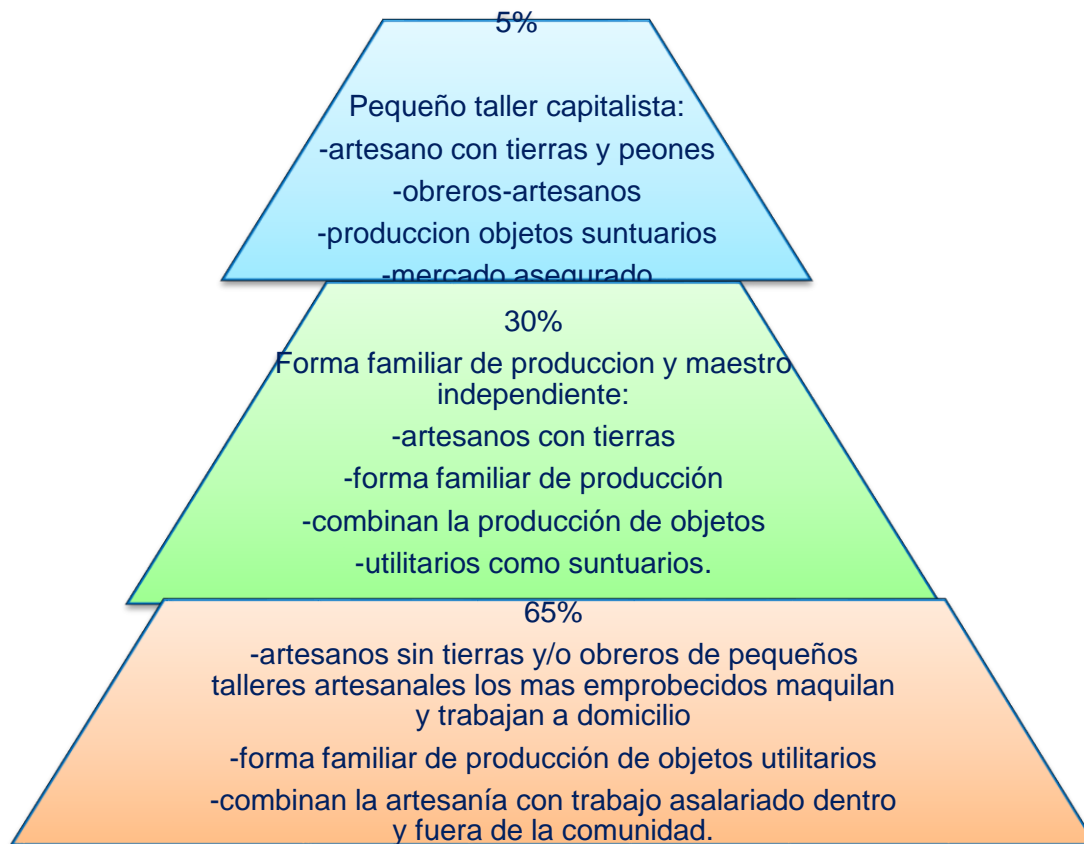 5%
Pequeño taller capitalista:
-artesano con tierras y peones
-obreros-artesanos
-produccion objetos suntuarios
-mercado asegurado
30%
Forma familiar de produccion y maestro
independiente:
-artesanos con tierras
-forma familiar de producción
-combinan la producción de objetos
-utilitarios como suntuarios.
65%
-artesanos sin tierras y/o obreros de pequeños
talleres artesanales los mas emprobecidos maquilan
y trabajan a domicilio
-forma familiar de producción de objetos utilitarios
-combinan la artesanía con trabajo asalariado dentro
y fuera de la comunidad.